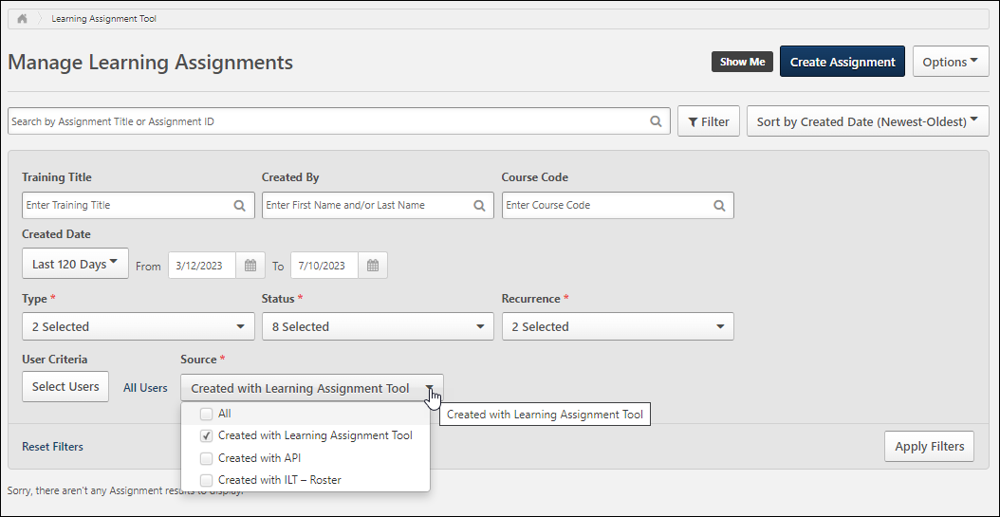 Learning Assignment Tool
Manage Learning Assignments
Show Me
Create Assignment
Options
Search by Assignment Title or Assignment ID
Filter
Sort by Created Date (Newest-Oldest)
Training Title
Created By
Course Code
Enter Training Title
Enter First Name and/or Last Name
Enter Course Code
Created Date
Last 120 Days
From
3/12/2023
To
7/10/2023
Type *
Status *
Recurrence *
2 Selected
8 Selected
2 Selected
User Criteria
Source *
Select Users
All Users
Created with Learning Assignment Tool
Created with Learning Assignment Tool
All
Created with Learning Assignment Tool
Created with API
Created with ILT – Roster
Reset Filters
Apply Filters
Sorry, there aren't any Assignment results to display.